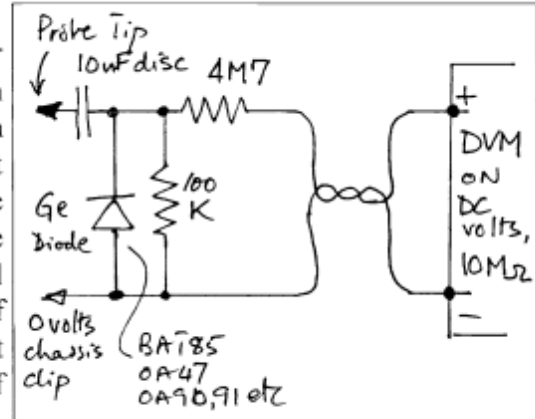 Probe Tip
10nF disc
4M7
+
DVM
ON
DC
volts,
10MΩ
-
100
K
Ge
Diode
0 volts
chassis
clip
BAT85
OA47
OA90,91 etc